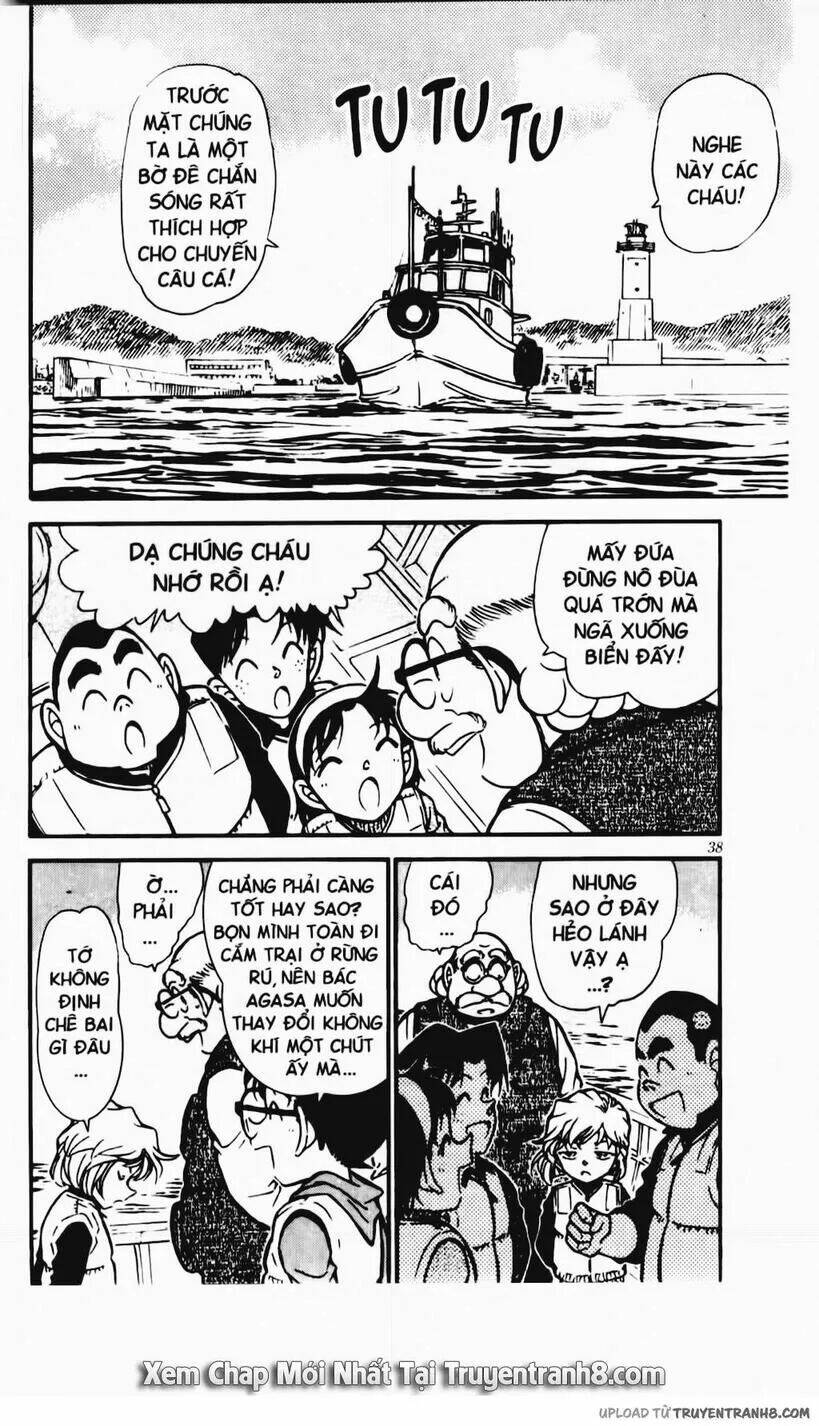 NGHE
NÀY CÁC
CHÁU!
TU TU TU
TRƯỚC
MẶT CHÚNG
TA LÀ MỘT
BỜ ĐÊ CHẮN
SÓNG RẤT
THÍCH HỢP
CHO CHUYẾN
CÂU CÁ!
MẤY ĐỨA
ĐỪNG NÔ ĐÙA
QUÁ TRỚN MÀ
NGÃ XUỐNG
BIỂN ĐẤY!
DẠ CHÚNG CHÁU
NHỚ RỒI Ạ!
38
NHƯNG
SAO Ở ĐÂY
HẺO LÁNH
VẬY Ạ
...?
CÁI
ĐÓ
...
CHẲNG PHẢI CÀNG
TỐT HAY SAO?
BỌN MÌNH TOÀN ĐI
CẮM TRẠI Ở RỪNG
RÚ, NÊN BÁC
AGASA MUỐN
THAY ĐỔI KHÔNG
KHÍ MỘT CHÚT
ẤY MÀ...
Ờ...
PHẢI
...
TỚ
KHÔNG
ĐỊNH
CHÊ BAI
GÌ ĐÂU
...
Xem Chap Mới Nhất Tại Truyentranh8.com
UPLOAD TỪ TRUYENTRANH8.COM